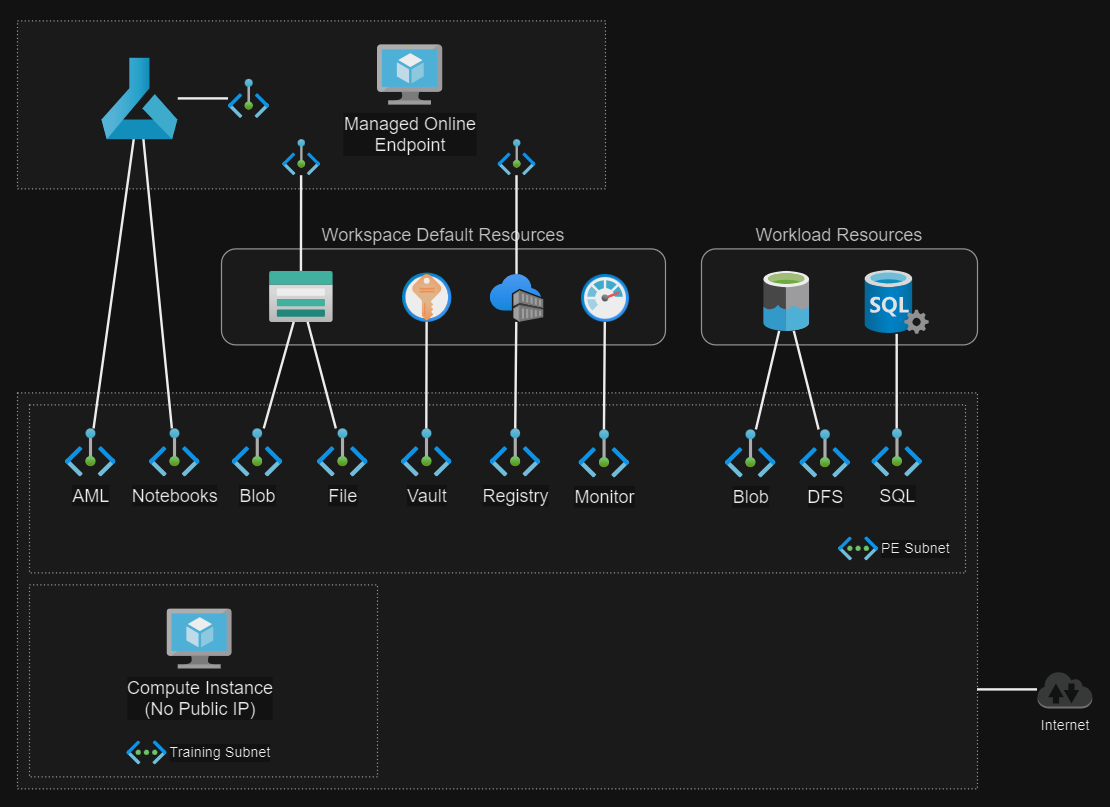 Managed Online
Endpoint
Workspace Default Resources
Workload Resources
SQL
AML
Notebooks
Blob
File
Vault
Registry
Monitor
Blob
DFS
SQL
PE Subnet
Compute Instance
(No Public IP)
Training Subnet
Internet